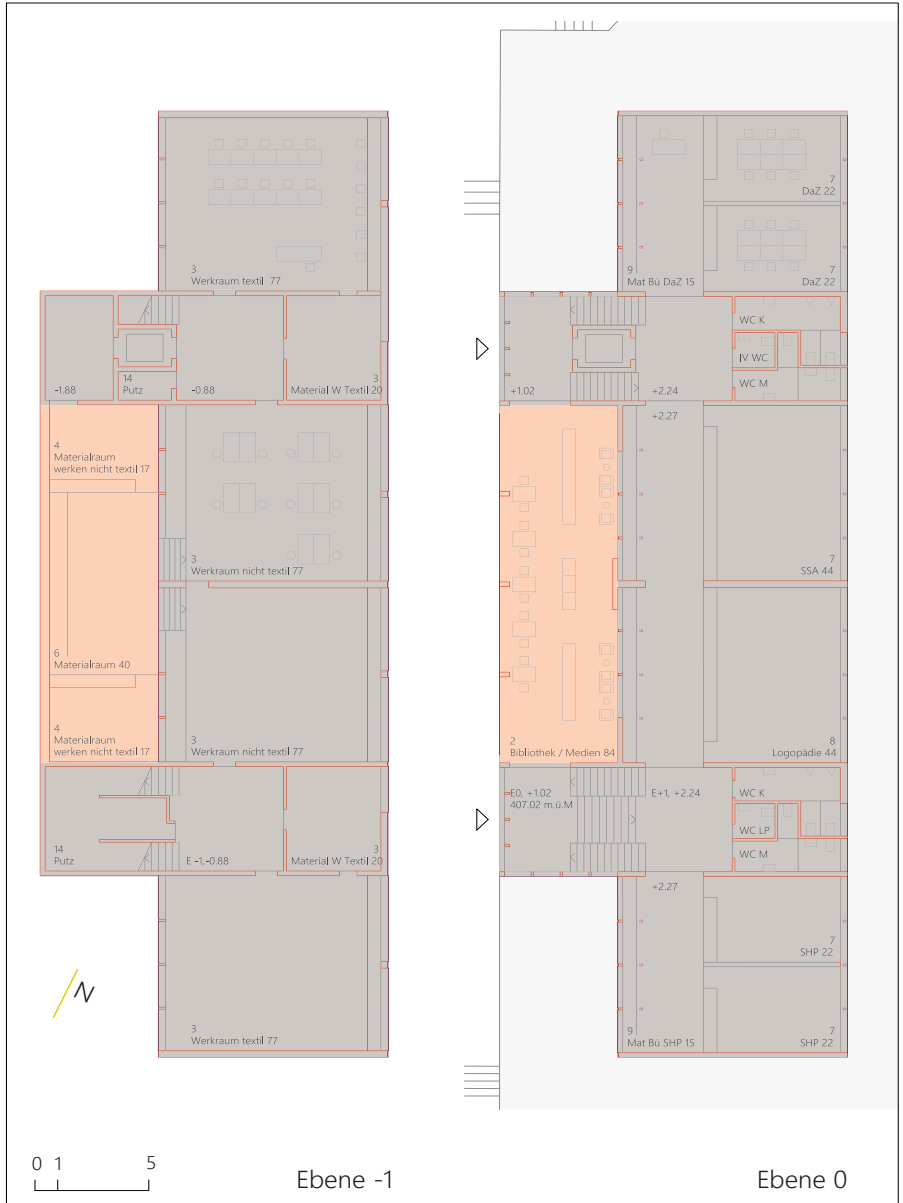 3
Werkraum textil 77
-1.88
14
Putz
-0.88
3
Material W Textil 20
4
Materialraum
werken nicht textil 17
3
Werkraum nicht textil 77
6
Materialraum 40
4
Materialraum
werken nicht textil 17
3
Werkraum nicht textil 77
14
Putz
E -1,-0.88
3
Material W Textil 20
3
Werkraum textil 77
N
0 1 5
Ebene -1
7
DaZ 22
7
DaZ 22
9
Mat Bü DaZ 15
WC K
IV WC
WC M
+1.02
+2.24
+2.27
7
SSA 44
2
Bibliothek / Medien 84
8
Logopädie 44
E0, +1.02
407.02 m.ü.M
E+1, +2.24
WC K
WC LP
WC M
+2.27
7
SHP 22
9
Mat Bü SHP 15
7
SHP 22
Ebene 0